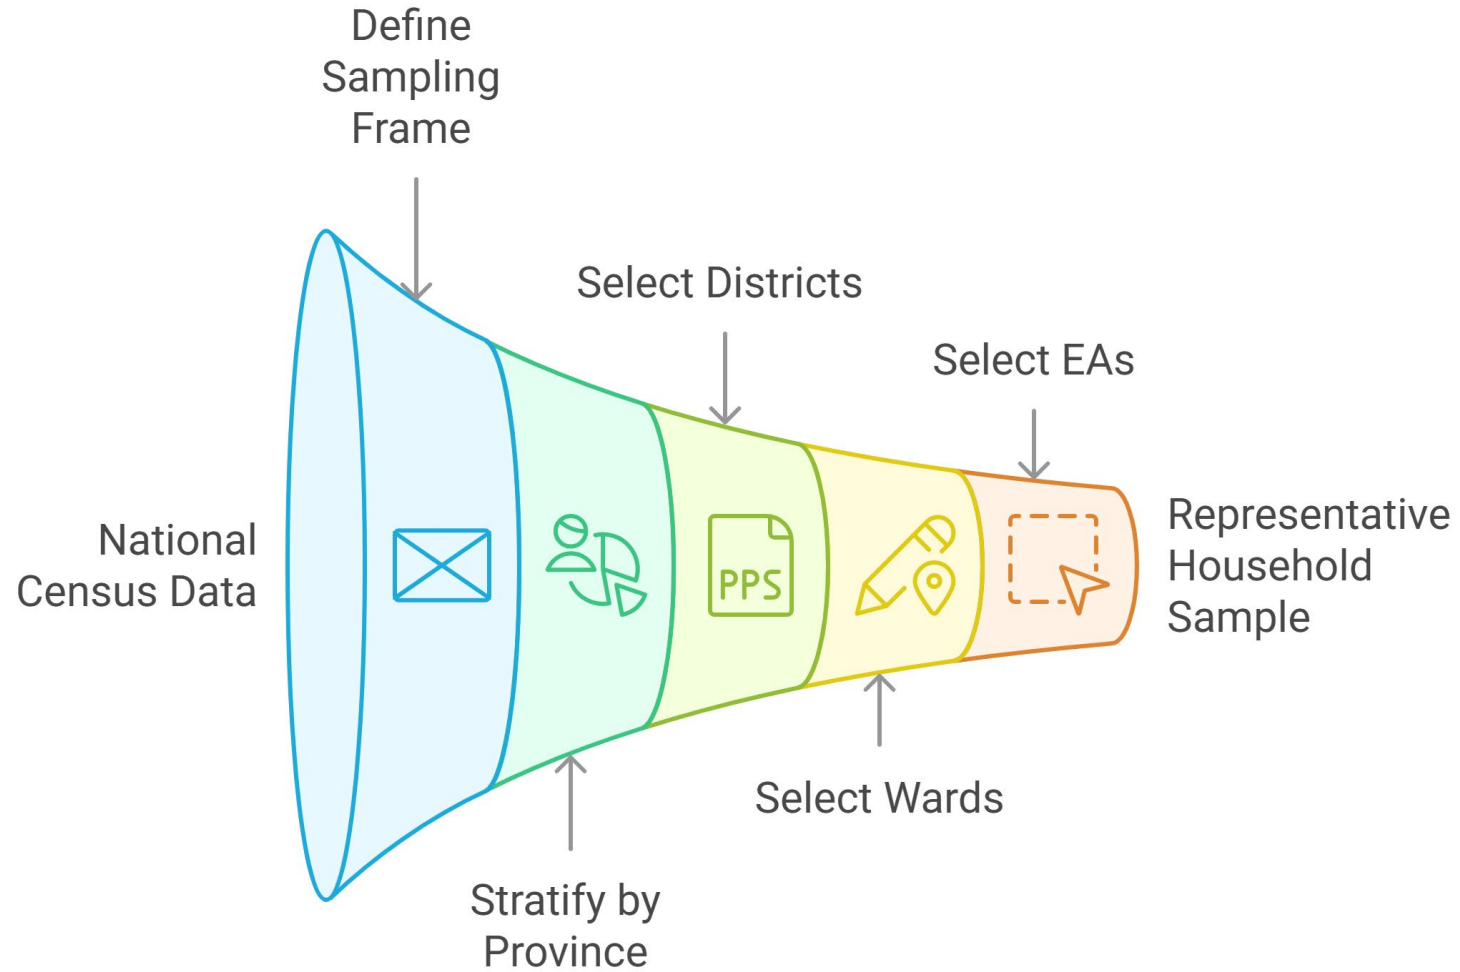 Define
Sampling
Frame
Select Districts
Select EAs
National
Census Data
PPS
Representative
Household
Sample
Select Wards
Stratify by
Province